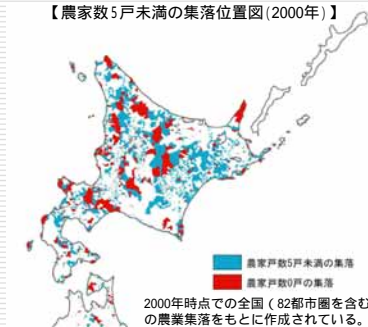 【農家数5戸未満の集落位置図(2000年)】
農家戸数5戸未満の集落
農家戸数0戸の集落
2000年時点での全国（82都市圏を含む
の農業集落をもとに作成されている。